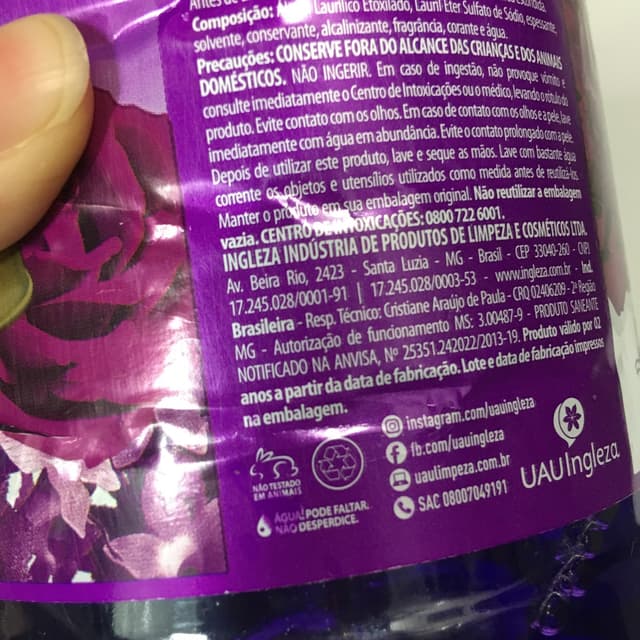 Composição: Álcool Laurílico Etoxilado, Lauril Éter Sulfato de Sódio, espessante,
solvente, conservante, alcalinizante, fragrância, corante e água.
Precauções: CONSERVE FORA DO ALCANCE DAS CRIANÇAS E DOS ANIMAIS
DOMÉSTICOS. NÃO INGERIR. Em caso de ingestão, não provoque vômito e
consulte imediatamente o Centro de Intoxicações ou o médico, levando o rótulo do
produto. Evite contato com os olhos. Em caso de contato com os olhos e a pele, lave
imediatamente com água em abundância. Evite o contato prolongado com a pele.
Depois de utilizar este produto, lave e seque as mãos. Lave com bastante água
corrente os objetos e utensílios utilizados como medida antes de reutilizá-los.
Manter o produto em sua embalagem original. Não reutilizar a embalagem
vazia. CENTRO DE INTOXICAÇÕES: 0800 722 6001.
INGLEZA INDÚSTRIA DE PRODUTOS DE LIMPEZA E COSMÉTICOS LTDA.
Av. Beira Rio, 2423 - Santa Luzia - MG - Brasil - CEP 33040-260 - CNPJ
17.245.028/0001-91 | 17.245.028/0003-53 - www.ingleza.com.br - Ind.
Brasileira - Resp. Técnico: Cristiane Araújo de Paula - CRQ 02406209 - 2ª Região
MG - Autorização de funcionamento MS: 3.00487-9 - PRODUTO SANEANTE
NOTIFICADO NA ANVISA, Nº 25351.242022/2013-19. Produto válido por 02
anos a partir da data de fabricação. Lote e data de fabricação impressos
na embalagem.
NÃO TESTADO
EM ANIMAIS
ÁGUA! PODE FALTAR.
NÃO DESPERDICE.
instagram.com/uauingleza
fb.com/uauingleza
uaulimpeza.com.br
SAC 08007049191
UAUIngleza